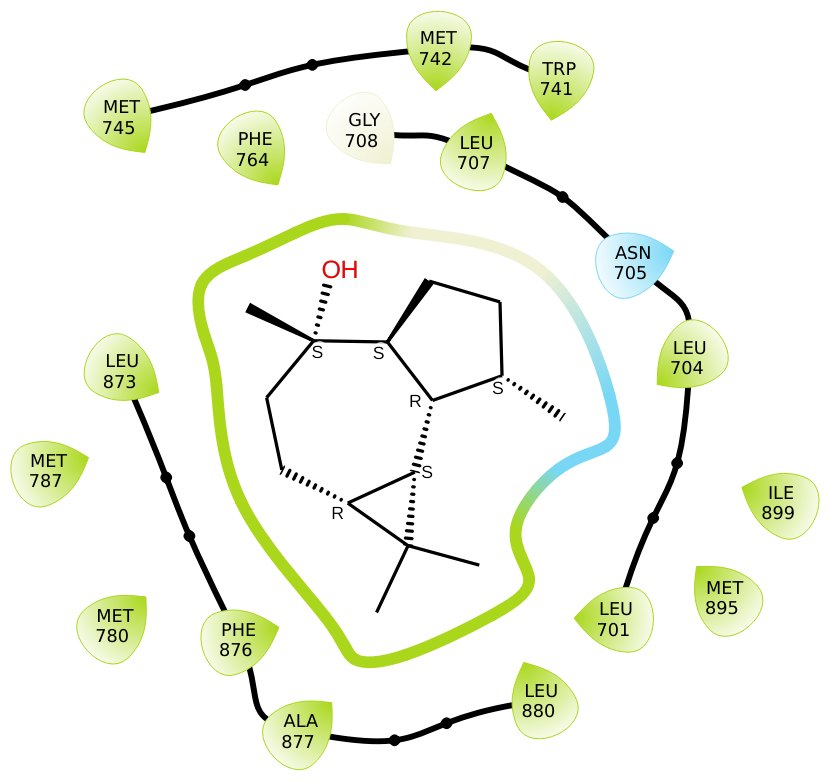 MET
742
TRP
741
MET
745
PHE
764
GLY
708
LEU
707
ASN
705
OH
LEU
704
LEU
873
S
S
S
R
MET
787
S
R
ILE
899
MET
895
LEU
701
MET
780
PHE
876
LEU
880
ALA
877